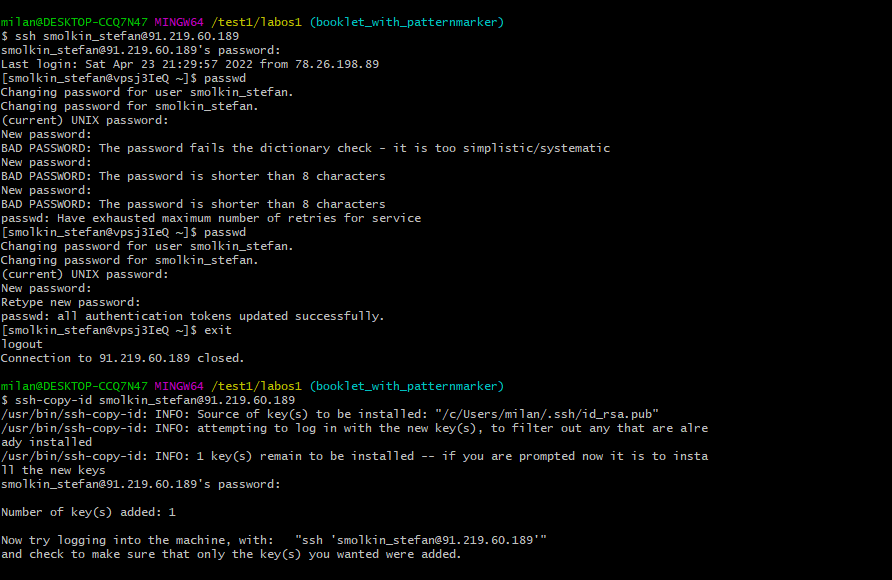 milan@DESKTOP-CCQ7N47 MINGW64 /test1/labos1 (booklet_with_patternmarker)
$ ssh smolkin_stefan@91.219.60.189
smolkin_stefan@91.219.60.189's password:
Last login: Sat Apr 23 21:29:57 2022 from 78.26.198.89
[smolkin_stefan@vpsj3IeQ ~]$ passwd
Changing password for user smolkin_stefan.
Changing password for smolkin_stefan.
(current) UNIX password:
New password:
BAD PASSWORD: The password fails the dictionary check - it is too simplistic/systematic
New password:
BAD PASSWORD: The password is shorter than 8 characters
New password:
BAD PASSWORD: The password is shorter than 8 characters
passwd: Have exhausted maximum number of retries for service
[smolkin_stefan@vpsj3IeQ ~]$ passwd
Changing password for user smolkin_stefan.
Changing password for smolkin_stefan.
(current) UNIX password:
New password:
Retype new password:
passwd: all authentication tokens updated successfully.
[smolkin_stefan@vpsj3IeQ ~]$ exit
logout
Connection to 91.219.60.189 closed.
milan@DESKTOP-CCQ7N47 MINGW64 /test1/labos1 (booklet_with_patternmarker)
$ ssh-copy-id smolkin_stefan@91.219.60.189
/usr/bin/ssh-copy-id: INFO: Source of key(s) to be installed: "/c/Users/milan/.ssh/id_rsa.pub"
/usr/bin/ssh-copy-id: INFO: attempting to log in with the new key(s), to filter out any that are alre
ady installed
/usr/bin/ssh-copy-id: INFO: 1 key(s) remain to be installed -- if you are prompted now it is to insta
ll the new keys
smolkin_stefan@91.219.60.189's password:
Number of key(s) added: 1
Now try logging into the machine, with:   "ssh 'smolkin_stefan@91.219.60.189'"
and check to make sure that only the key(s) you wanted were added.